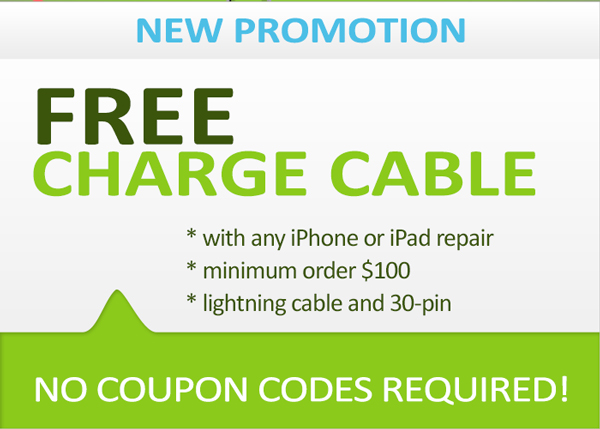 NEW PROMOTION
FREE
CHARGE CABLE
* with any iPhone or iPad repair
* minimum order $100
* lightning cable and 30-pin
NO COUPON CODES REQUIRED!